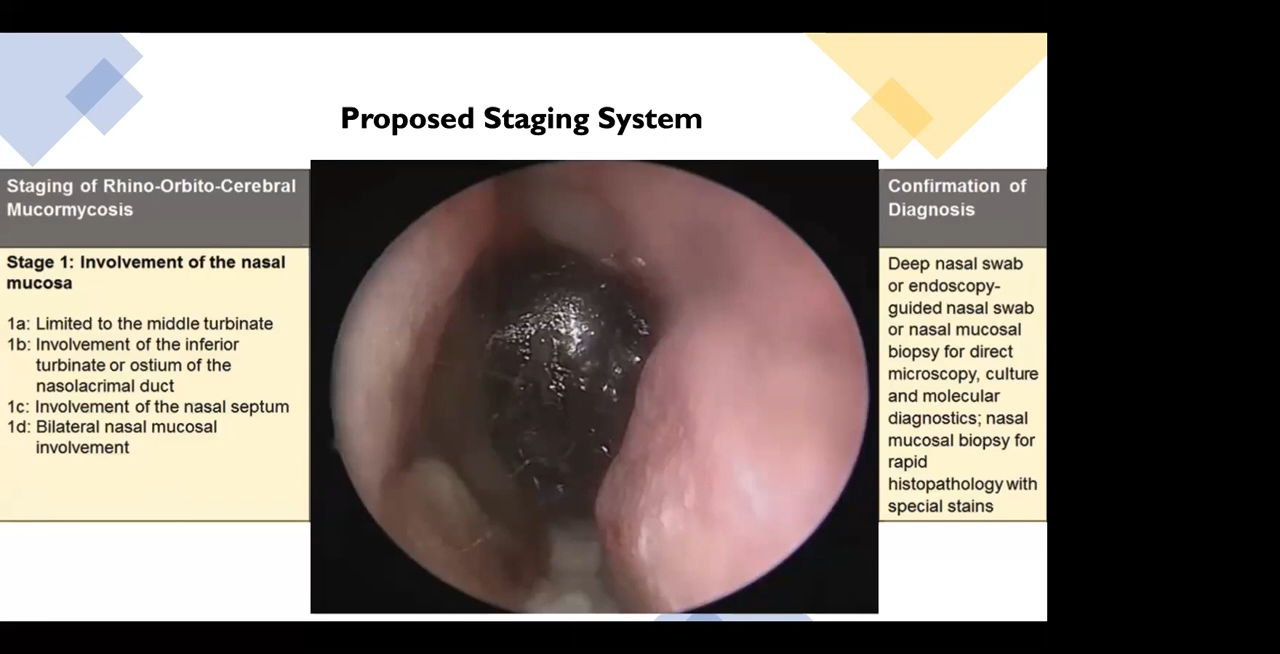 Proposed Staging System
Staging of Rhino-Orbito-Cerebral
Mucormycosis
Stage 1: Involvement of the nasal
mucosa
1a: Limited to the middle turbinate
1b: Involvement of the inferior
turbinate or ostium of the
nasolacrimal duct
1c: Involvement of the nasal septum
1d: Bilateral nasal mucosal
involvement
Confirmation of
Diagnosis
Deep nasal swab
or endoscopy-
guided nasal swab
or nasal mucosal
biopsy for direct
microscopy, culture
and molecular
diagnostics; nasal
mucosal biopsy for
rapid
histopathology with
special stains